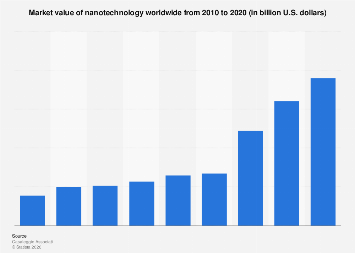 Market value of nanotechnology worldwide from 2010 to 2020 (in billion U.S. dollars)
Source
© Statista 2020